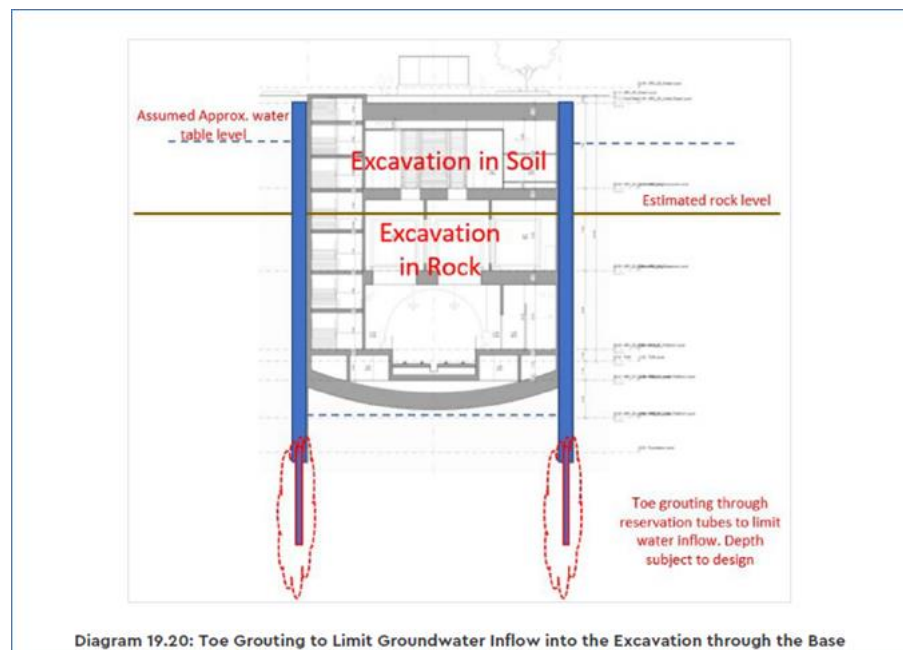 Assumed Approx. water
table level
Excavation in Soil
Estimated rock level
Excavation
in Rock
Toe grouting through
reservation tubes to limit
water inflow. Depth
subject to design
Diagram 19.20: Toe Grouting to Limit Groundwater Inflow into the Excavation through the Base